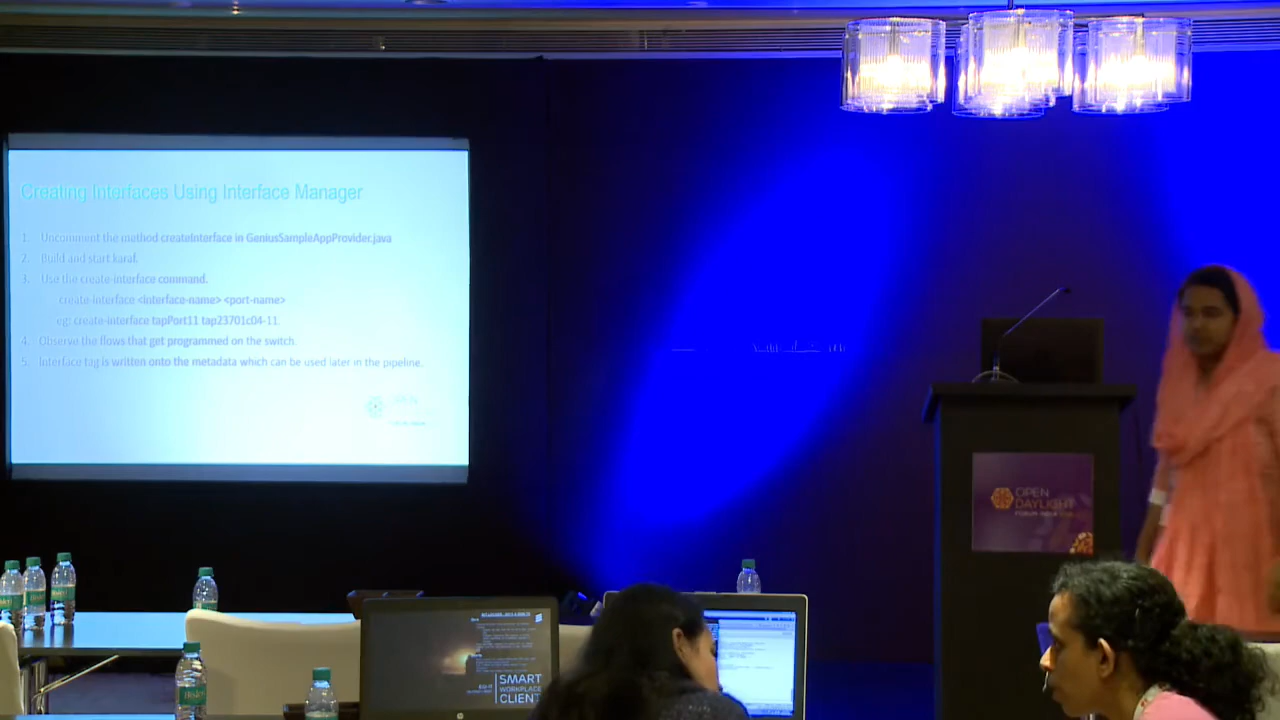 Creating Interfaces Using Interface Manager
1. Uncomment the method createInterface in GeniusSampleAppProvider.java
2. Build and start karaf.
3. Use the create-interface command.
create-interface <interface-name> <port-name>
eg: create-interface tapPort11 tap23701c04-11.
4. Observe the flows that get programmed on the switch.
5. Interface tag is written onto the metadata which can be used later in the pipeline.
OPEN
DAYLIGHT
SMART
WORKPLACE
CLIENT